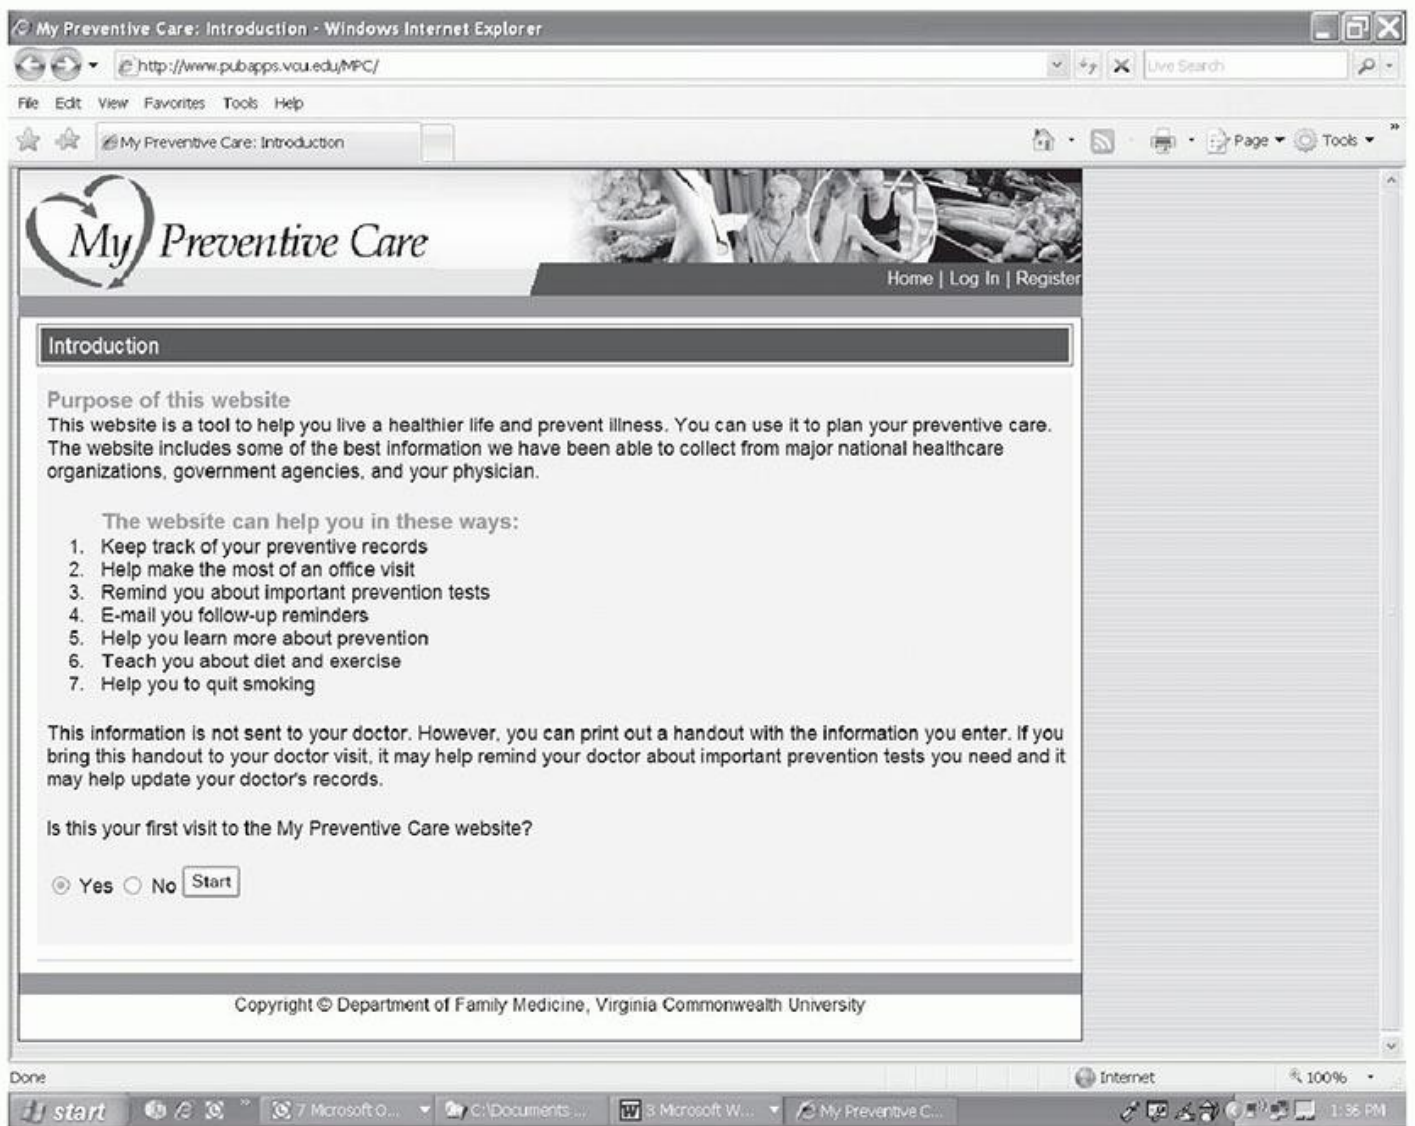 My Preventive Care: Introduction - Windows Internet Explorer
http://www.pubapps.vcu.edu/MPC/
Live Search
File Edit View Favorites Tools Help
My Preventive Care: Introduction
Page Tools
My Preventive Care
Home | Log In | Register
Introduction
Purpose of this website
This website is a tool to help you live a healthier life and prevent illness. You can use it to plan your preventive care.
The website includes some of the best information we have been able to collect from major national healthcare
organizations, government agencies, and your physician.
The website can help you in these ways:
1. Keep track of your preventive records
2. Help make the most of an office visit
3. Remind you about important prevention tests
4. E-mail you follow-up reminders
5. Help you learn more about prevention
6. Teach you about diet and exercise
7. Help you to quit smoking
This information is not sent to your doctor. However, you can print out a handout with the information you enter. If you
bring this handout to your doctor visit, it may help remind your doctor about important prevention tests you need and it
may help update your doctor's records.
Is this your first visit to the My Preventive Care website?
Yes No Start
Copyright © Department of Family Medicine, Virginia Commonwealth University
Done Internet 100%
start 7 Microsoft O... C:\Documents ... 3 Microsoft W... My Preventive C... 1:36 PM